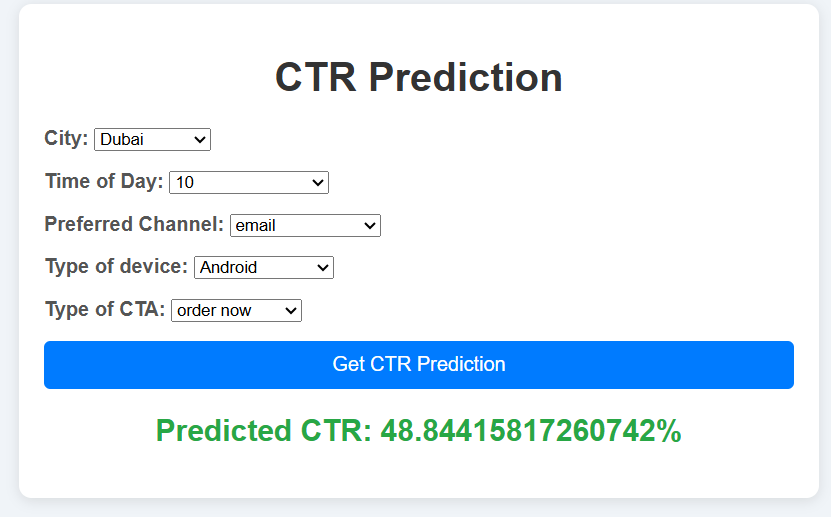 CTR Prediction
City: Dubai
Time of Day: 10
Preferred Channel: email
Type of device: Android
Type of CTA: order now
Get CTR Prediction
Predicted CTR: 48.84415817260742%